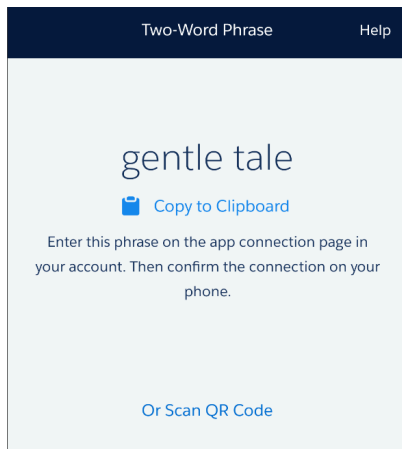 Two-Word Phrase Help
gentle tale
Copy to Clipboard
Enter this phrase on the app connection page in
your account. Then confirm the connection on your
phone.
Or Scan QR Code